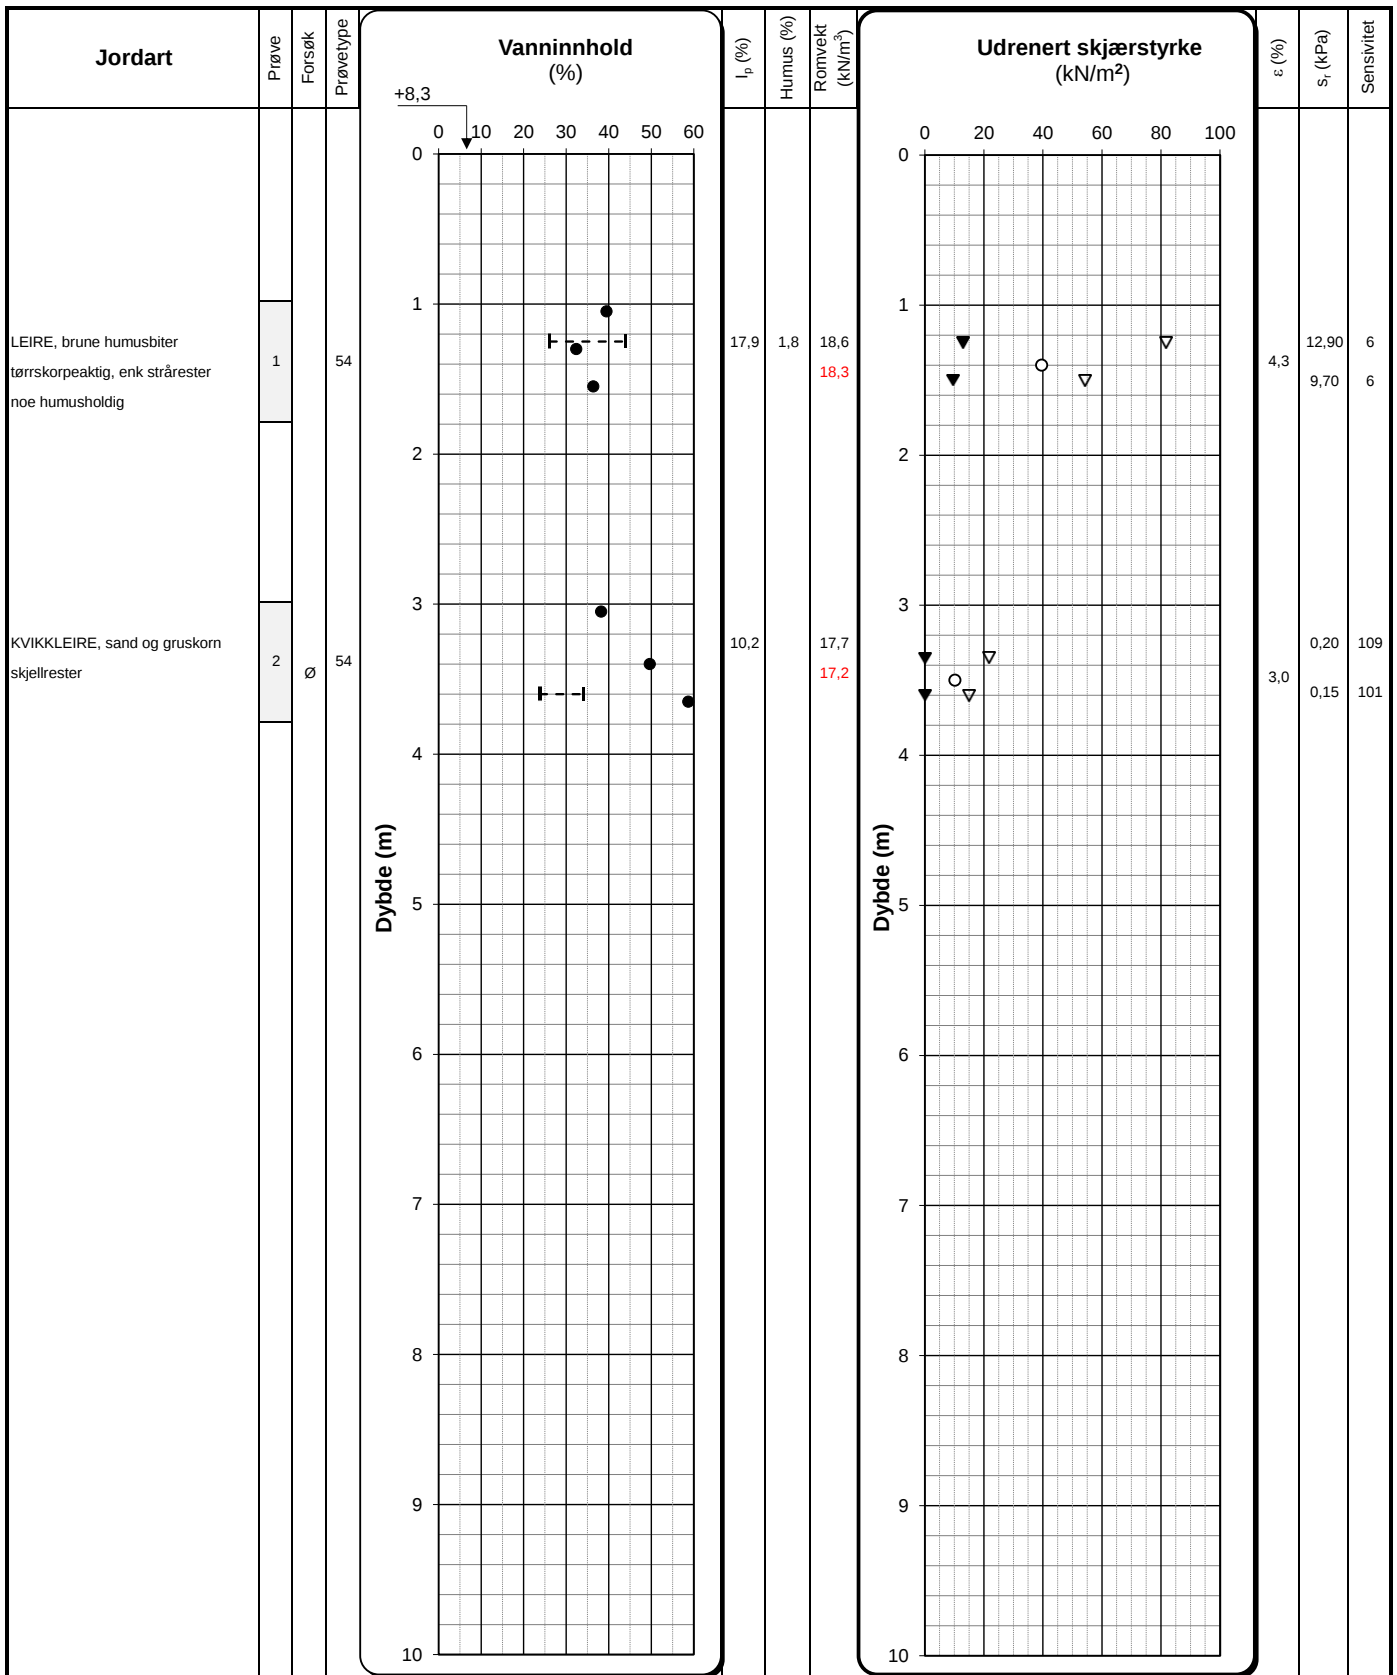 Jordart
Prøve
Forsøk
Prøvetype
Vanninnhold
(%)
+8,3
I_p (%)
Humus (%)
Romvekt
(kN/m³)
Udrenert skjærstyrke
(kN/m²)
ε (%)
s_r (kPa)
Sensivitet
0 10 20 30 40 50 60
0 20 40 60 80 100
0
1
2
3
4
5
6
7
8
9
10
Dybde (m)
0
1
2
3
4
5
6
7
8
9
10
Dybde (m)
LEIRE, brune humusbiter
tørrskorpeaktig, enk strårester
noe humusholdig
1
54
17,9
1,8
18,6
18,3
4,3
12,90
9,70
6
6
KVIKKLEIRE, sand og gruskorn
skjellrester
2
Ø
54
10,2
17,7
17,2
3,0
0,20
0,15
109
101